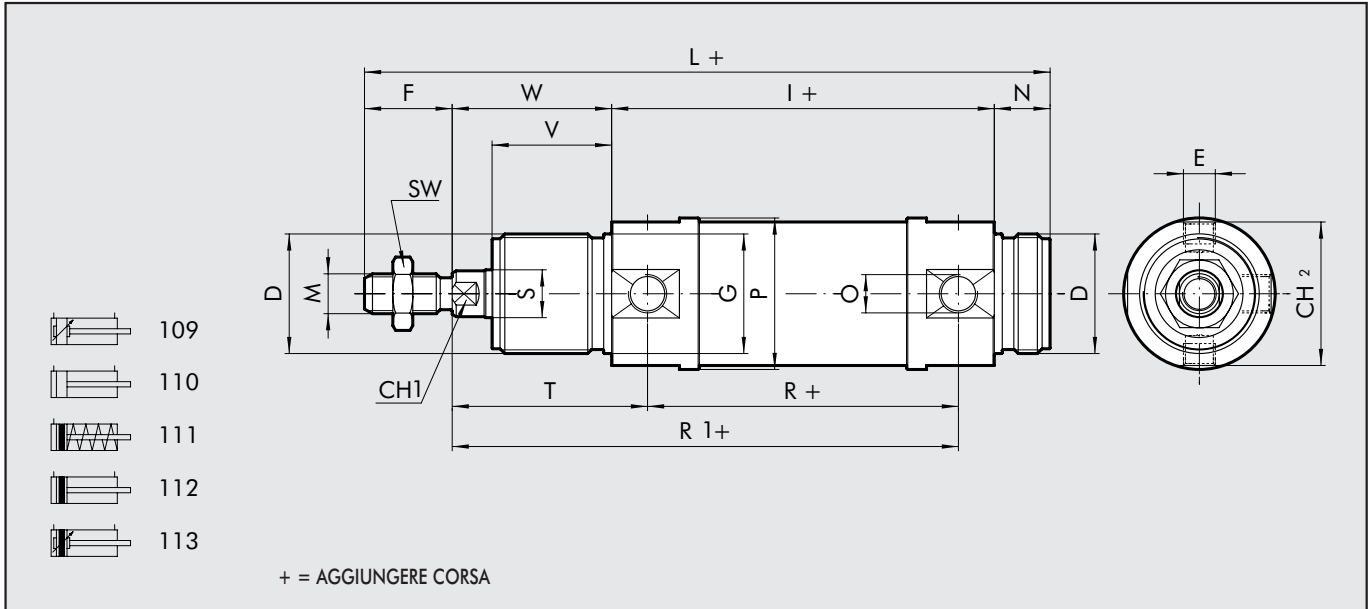 L +
F W I + N
V
E
SW
D M S G P O D CH 2
CH1
T R +
R 1+
109
110
111
112
113
+ = AGGIUNGERE CORSA